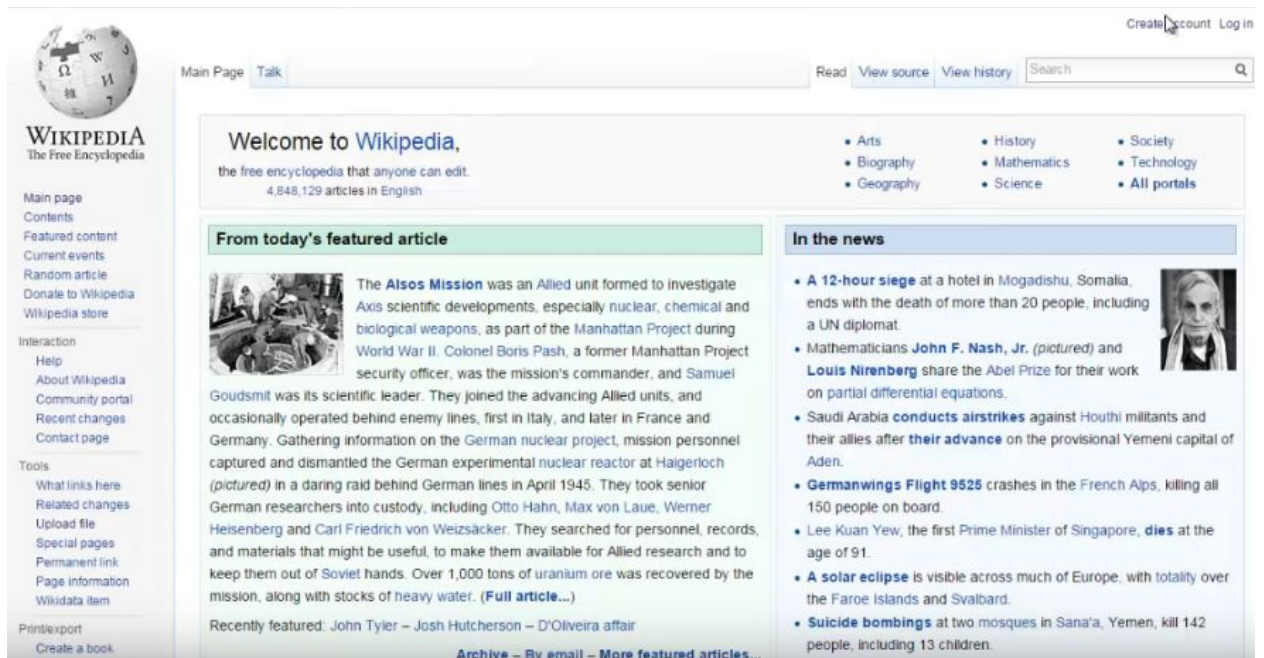 Create account Log in
WIKIPEDIA
The Free Encyclopedia
Main page
Contents
Featured content
Current events
Random article
Donate to Wikipedia
Wikipedia store
Interaction
Help
About Wikipedia
Community portal
Recent changes
Contact page
Tools
What links here
Related changes
Upload file
Special pages
Permanent link
Page information
Wikidata item
Print/export
Create a book
Main Page Talk
Read View source View history Search
Welcome to Wikipedia,
the free encyclopedia that anyone can edit.
4,848,129 articles in English
• Arts
• Biography
• Geography
• History
• Mathematics
• Science
• Society
• Technology
• All portals
From today's featured article
The Alsos Mission was an Allied unit formed to investigate
Axis scientific developments, especially nuclear, chemical and
biological weapons, as part of the Manhattan Project during
World War II. Colonel Boris Pash, a former Manhattan Project
security officer, was the mission's commander, and Samuel
Goudsmit was its scientific leader. They joined the advancing Allied units, and
occasionally operated behind enemy lines, first in Italy, and later in France and
Germany. Gathering information on the German nuclear project, mission personnel
captured and dismantled the German experimental nuclear reactor at Haigerloch
(pictured) in a daring raid behind German lines in April 1945. They took senior
German researchers into custody, including Otto Hahn, Max von Laue, Werner
Heisenberg and Carl Friedrich von Weizsäcker. They searched for personnel, records,
and materials that might be useful, to make them available for Allied research and to
keep them out of Soviet hands. Over 1,000 tons of uranium ore was recovered by the
mission, along with stocks of heavy water. (Full article...)
Recently featured: John Tyler – Josh Hutcherson – D'Oliveira affair
Archive – By email – More featured articles...
In the news
• A 12-hour siege at a hotel in Mogadishu, Somalia,
ends with the death of more than 20 people, including
a UN diplomat.
• Mathematicians John F. Nash, Jr. (pictured) and
Louis Nirenberg share the Abel Prize for their work
on partial differential equations.
• Saudi Arabia conducts airstrikes against Houthi militants and
their allies after their advance on the provisional Yemeni capital of
Aden.
• Germanwings Flight 9525 crashes in the French Alps, killing all
150 people on board.
• Lee Kuan Yew, the first Prime Minister of Singapore, dies at the
age of 91.
• A solar eclipse is visible across much of Europe, with totality over
the Faroe Islands and Svalbard.
• Suicide bombings at two mosques in Sana'a, Yemen, kill 142
people, including 13 children.